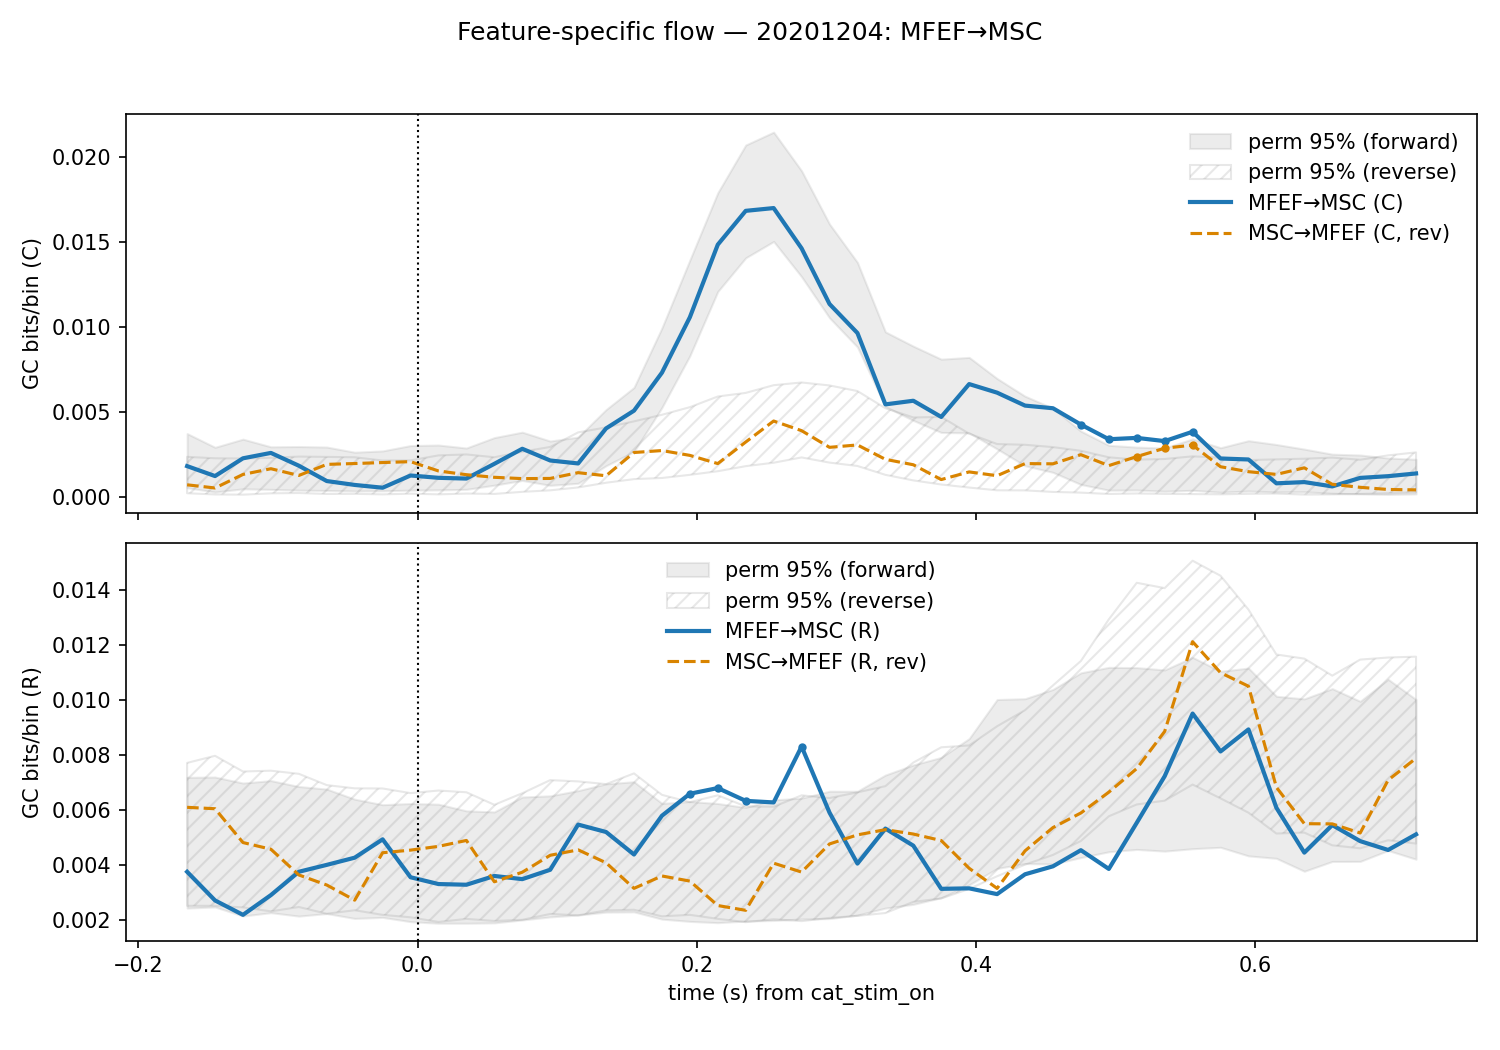 Feature-specific flow — 20201204: MFEF→MSC
GC bits/bin (C)
0.020
0.015
0.010
0.005
0.000
perm 95% (forward)
perm 95% (reverse)
MFEF→MSC (C)
MSC→MFEF (C, rev)
GC bits/bin (R)
0.014
0.012
0.010
0.008
0.006
0.004
0.002
perm 95% (forward)
perm 95% (reverse)
MFEF→MSC (R)
MSC→MFEF (R, rev)
−0.2 0.0 0.2 0.4 0.6
time (s) from cat_stim_on